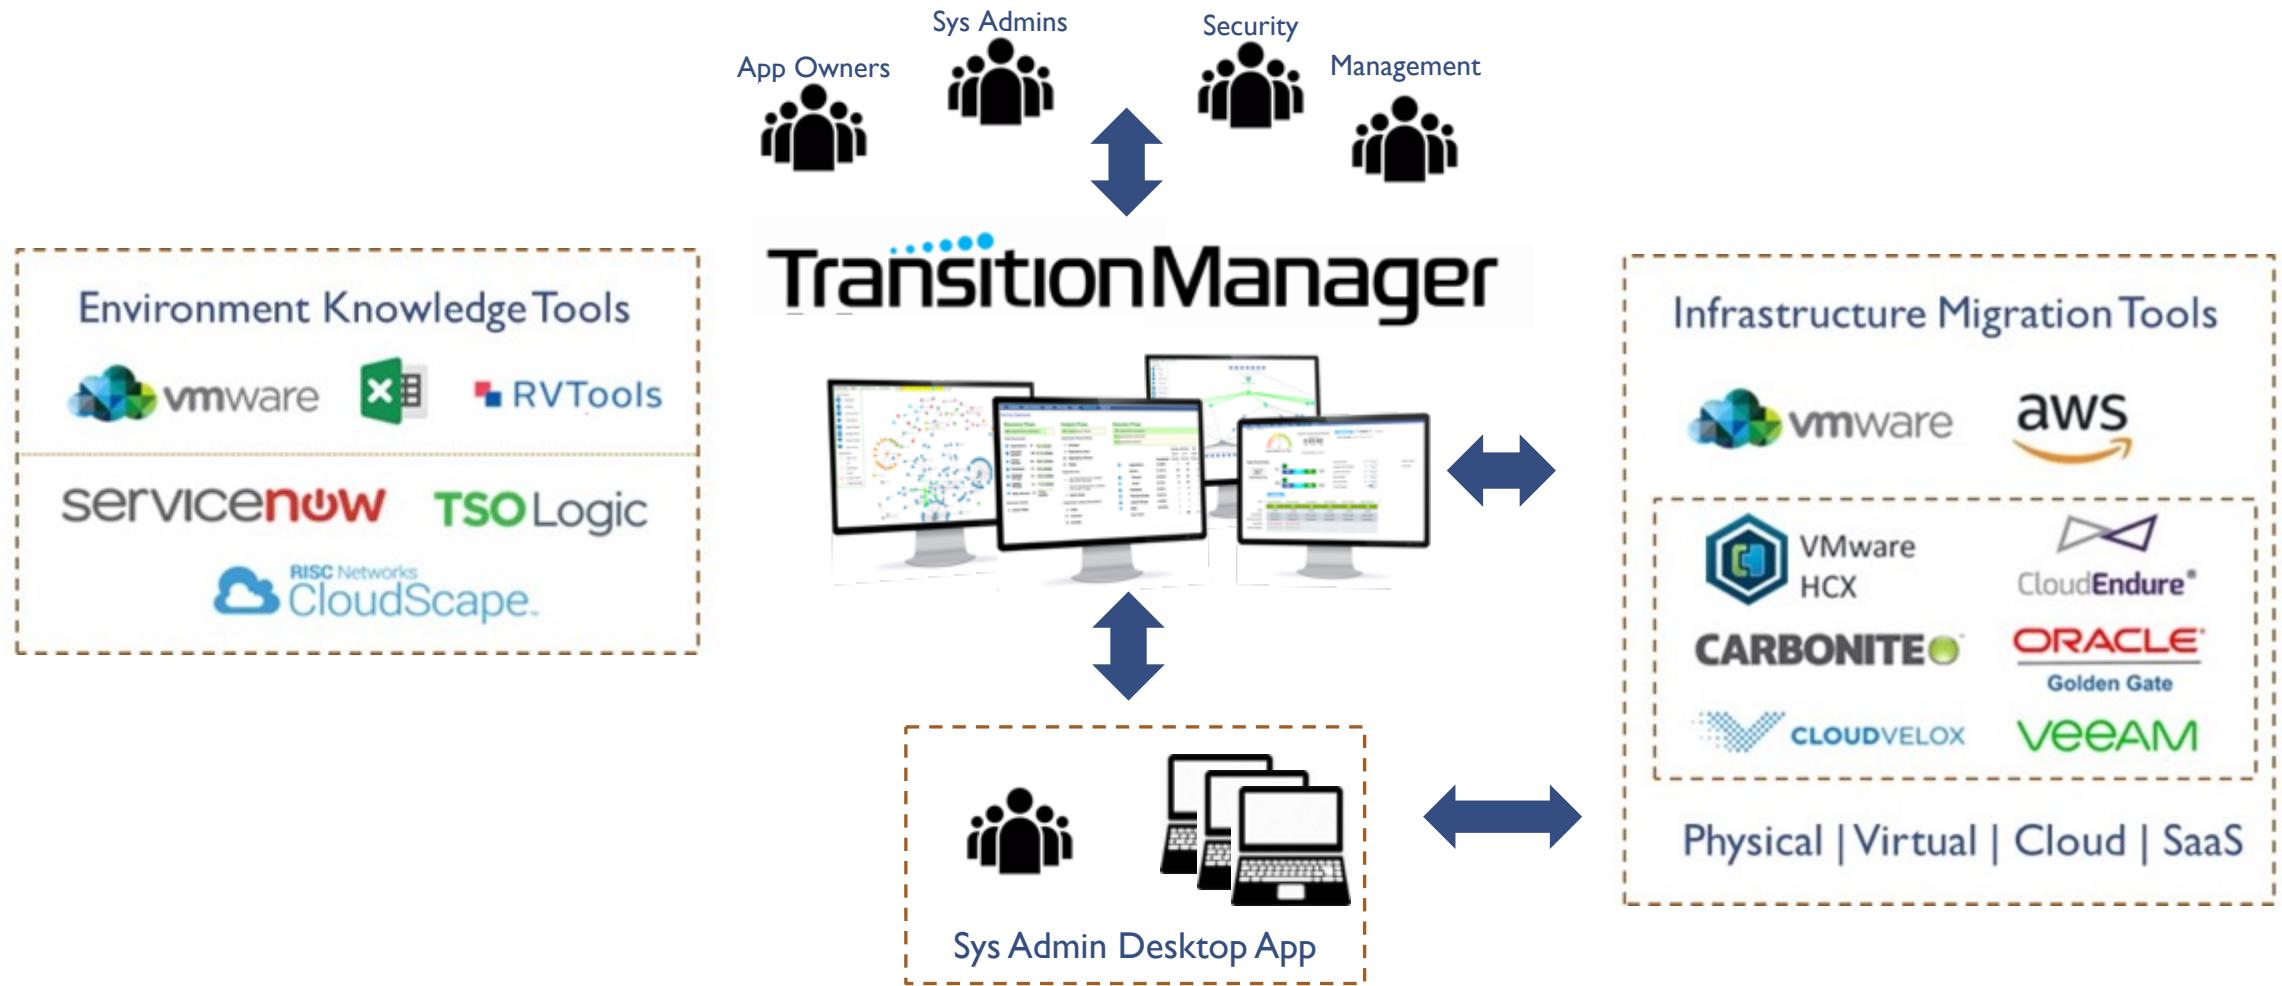 Sys Admins
Security
App Owners
Management
TransitionManager
Environment Knowledge Tools
vmware
RVTools
servicenow
TSO Logic
RISC Networks
CloudScape
Infrastructure Migration Tools
vmware
aws
VMware
HCX
CloudEndure®
CARBONITE
ORACLE
Golden Gate
CLOUDVELOX
veeAM
Physical | Virtual | Cloud | SaaS
Sys Admin Desktop App